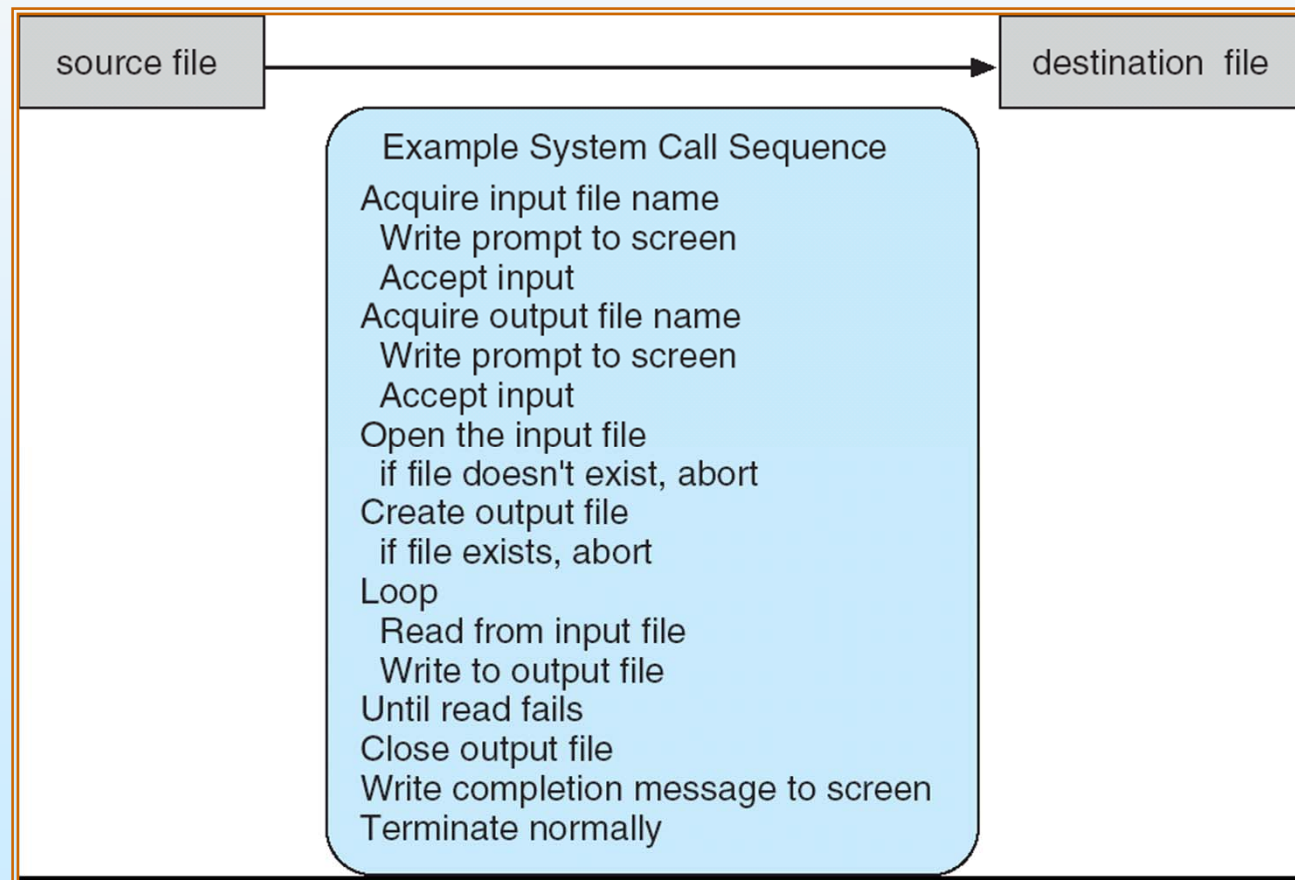 source file
destination file
Example System Call Sequence
Acquire input file name
Write prompt to screen
Accept input
Acquire output file name
Write prompt to screen
Accept input
Open the input file
if file doesn't exist, abort
Create output file
if file exists, abort
Loop
Read from input file
Write to output file
Until read fails
Close output file
Write completion message to screen
Terminate normally